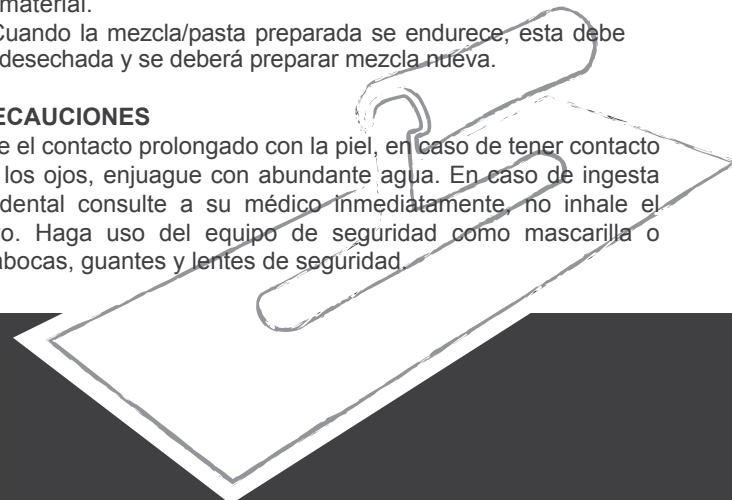 material.
Cuando la mezcla/pasta preparada se endurece, esta debe
desechada y se deberá preparar mezcla nueva.
ECAUCIONES
e el contacto prolongado con la piel, en caso de tener contacto
los ojos, enjuague con abundante agua. En caso de ingesta
dental consulte a su médico inmediatamente, no inhale el
o. Haga uso del equipo de seguridad como mascarilla o
abocas, guantes y lentes de seguridad.